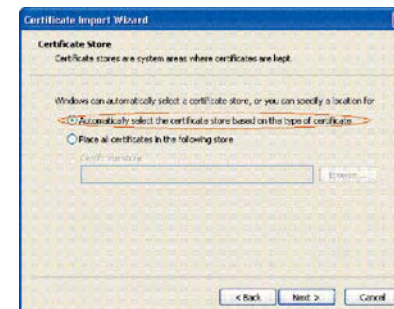 Certificate Import Wizard
Certificate Store
Certificate stores are system areas where certificates are kept.
Windows can automatically select a certificate store, or you can specify a location for
Automatically select the certificate store based on the type of certificate
Place all certificates in the following store
Certificate store:
Browse...
< Back Next > Cancel